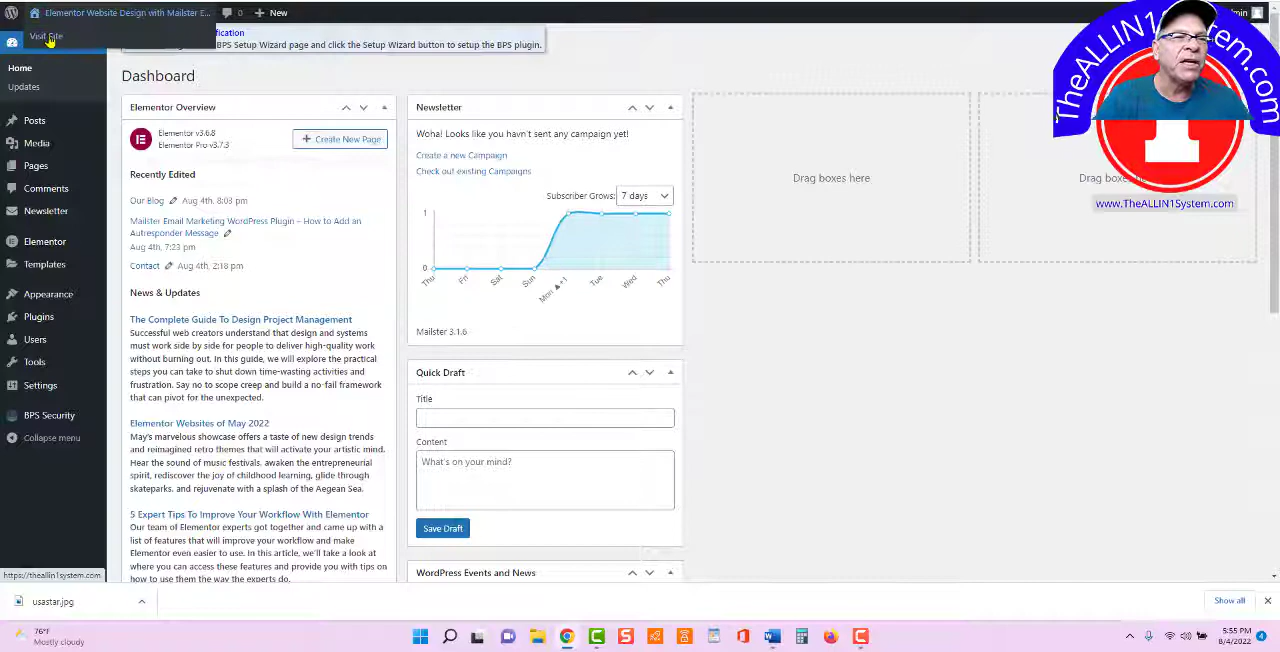 Elementor Website Design with Mailster E...
0
New
min
Visit Site
fication
BPS Setup Wizard page and click the Setup Wizard button to setup the BPS plugin.
Home
Updates
Posts
Media
Pages
Comments
Newsletter
Elementor
Templates
Appearance
Plugins
Users
Tools
Settings
BPS Security
Collapse menu
Dashboard
Elementor Overview
Elementor v3.6.8
Elementor Pro v3.7.3
+ Create New Page
Recently Edited
Our Blog Aug 4th, 8:03 pm
Mailster Email Marketing WordPress Plugin – How to Add an
Autresponder Message
Aug 4th, 7:23 pm
Contact Aug 4th, 2:18 pm
News & Updates
The Complete Guide To Design Project Management
Successful web creators understand that design and systems
must work side by side for people to deliver high-quality work
without burning out. In this guide, we will explore the practical
steps you can take to shut down time-wasting activities and
frustration. Say no to scope creep and build a no-fail framework
that can pivot for the unexpected.
Elementor Websites of May 2022
May's marvelous showcase offers a taste of new design trends
and reimagined retro themes that will activate your artistic mind.
Hear the sound of music festivals, awaken the entrepreneurial
spirit, rediscover the joy of childhood learning, glide through
skateparks, and rejuvenate with a splash of the Aegean Sea.
5 Expert Tips To Improve Your Workflow With Elementor
Our team of Elementor experts got together and came up with a
list of features that will improve your workflow and make
Elementor even easier to use. In this article, we'll take a look at
where you can access these features and provide you with tips on
how to use them the way the experts do.
Newsletter
Woha! Looks like you havn't sent any campaign yet!
Create a new Campaign
Check out existing Campaigns
Subscriber Grows: 7 days
1
0
Thu Fri Sat Sun Mon ▲+1 Tue Wed Thu
Mailster 3.1.6
Quick Draft
Title
Content
What's on your mind?
Save Draft
WordPress Events and News
Drag boxes here
Drag boxes he
TheALLIN1System.com
www.TheALLIN1System.com
https://theallin1system.com
usastar.jpg
Show all
76°F
Mostly cloudy
5:55 PM
8/4/2022
4